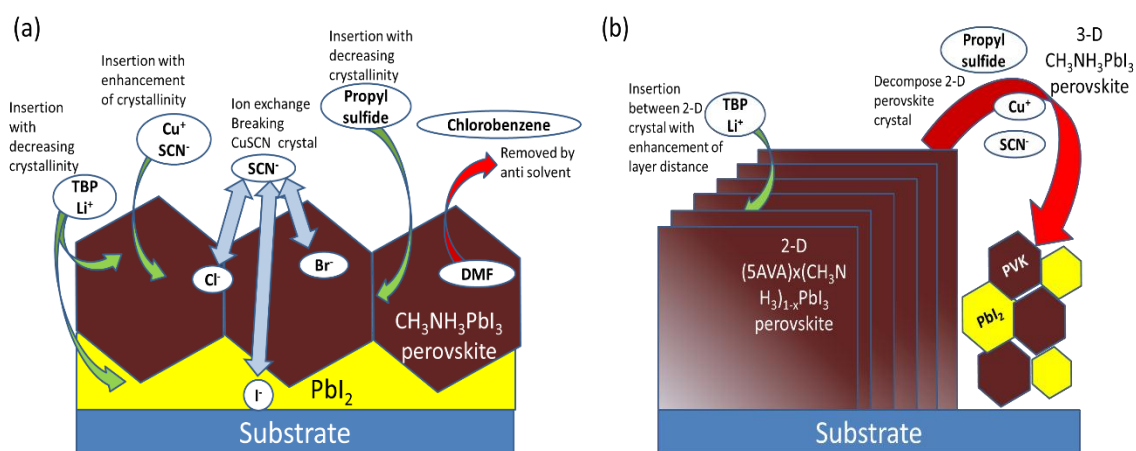 (a)
Insertion with
enhancement
of crystallinity
Insertion with
decreasing
crystallinity
Insertion
with
decreasing
crystallinity
Ion exchange
Breaking
CuSCN crystal
Propyl
sulfide
Chlorobenzene
Cu⁺
SCN⁻
SCN⁻
Removed by
anti solvent
TBP
Li⁺
Cl⁻
Br⁻
DMF
CH₃NH₃PbI₃
perovskite
I⁻
PbI₂
Substrate
(b)
Propyl
sulfide
3-D
CH₃NH₃PbI₃
perovskite
Insertion
between 2-D
crystal with
enhancement of
layer distance
TBP
Li⁺
Decompose 2-D
perovskite
crystal
Cu⁺
SCN⁻
2-D
(5AVA)x(CH₃N
H₃)₁₋ₓPbI₃
perovskite
PVK
PbI₂
Substrate